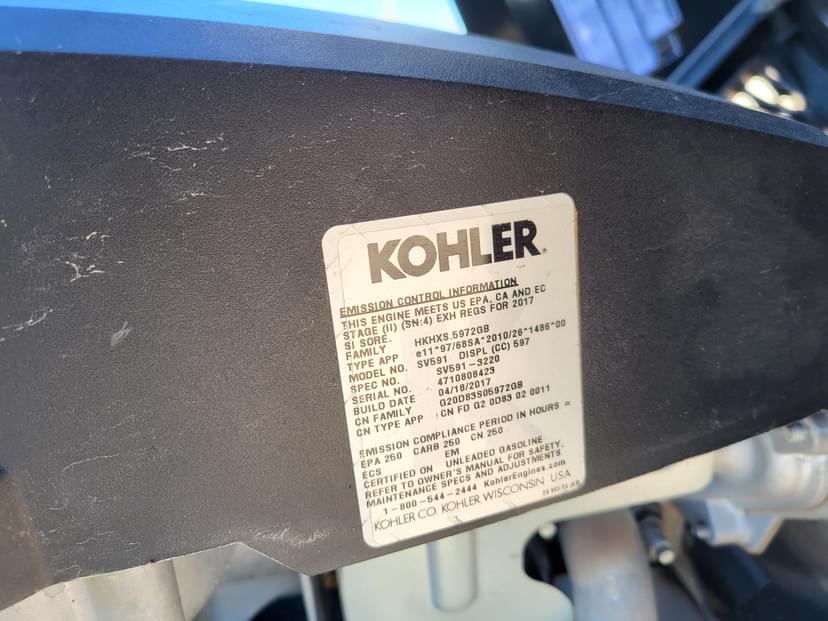 KOHLER
EMISSION CONTROL INFORMATION
THIS ENGINE MEETS US EPA, CA AND EC
STAGE (II) (SN:4) EXH REGS FOR 2017
SI SORE.
FAMILY HKHXS.5972GB
TYPE APP e11*97/68SA*2010/26*1486*00
MODEL NO. SV591 DISPL (CC) 597
SPEC NO. SV591-3220
SERIAL NO. 4710808423
BUILD DATE 04/18/2017
CN FAMILY G20D83S05972GB
CN TYPE APP CN FD G2 0D83 02 0011
EMISSION COMPLIANCE PERIOD IN HOURS =
EPA 250 CARB 250 CN 250
ECS EM
CERTIFIED ON UNLEADED GASOLINE
REFER TO OWNER'S MANUAL FOR SAFETY,
MAINTENANCE SPECS AND ADJUSTMENTS
1-800-544-2444 KohlerEngines.com
KOHLER CO. KOHLER WISCONSIN USA